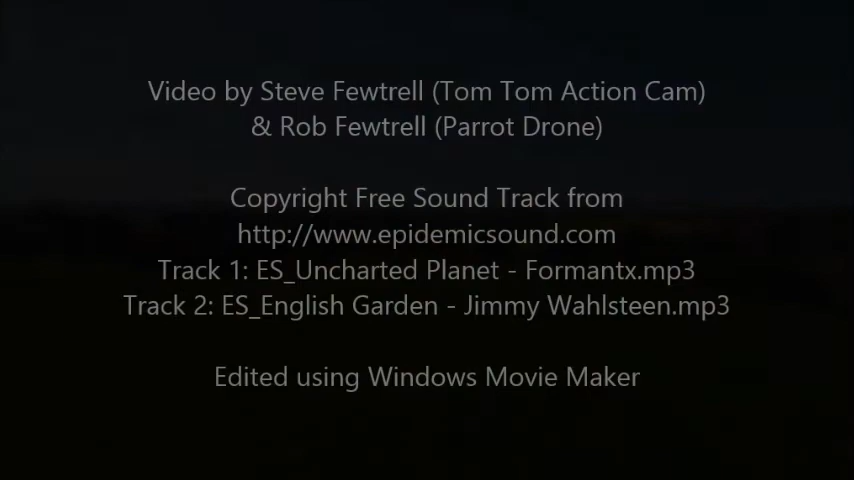 Video by Steve Fewtrell (Tom Tom Action Cam)
& Rob Fewtrell (Parrot Drone)
Copyright Free Sound Track from
http://www.epidemicsound.com
Track 1: ES_Uncharted Planet - Formantx.mp3
Track 2: ES_English Garden - Jimmy Wahlsteen.mp3
Edited using Windows Movie Maker